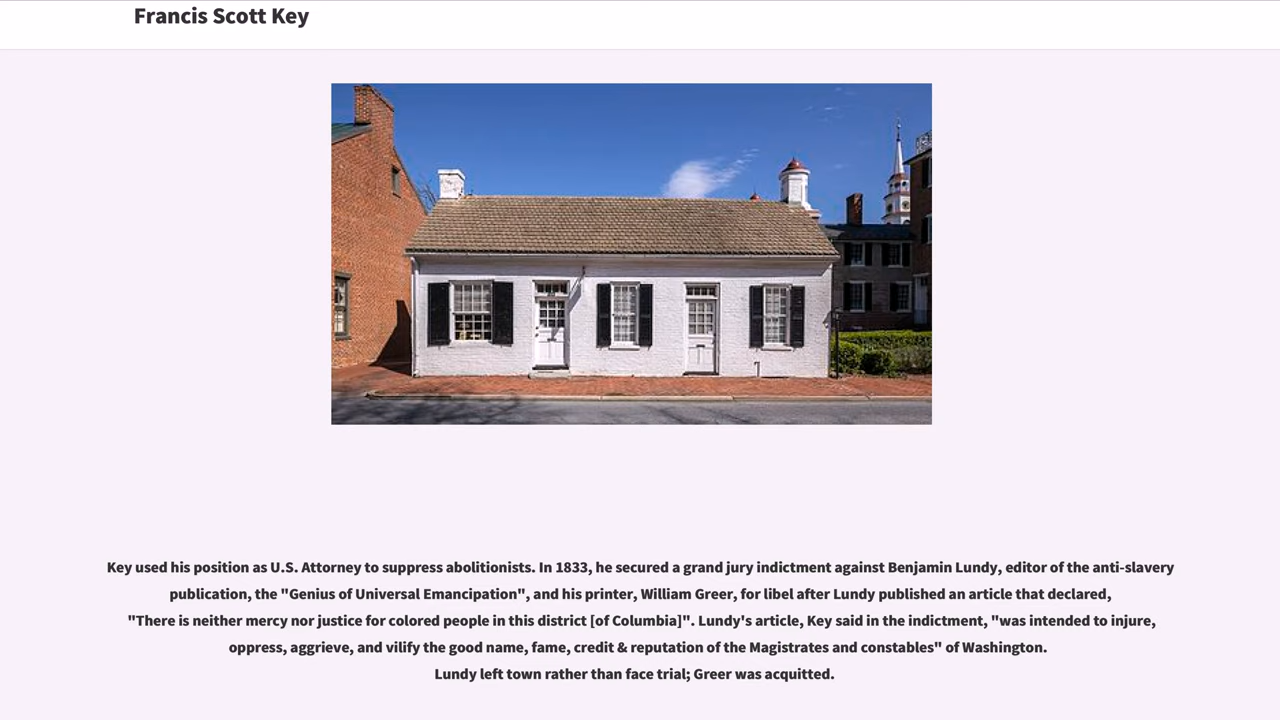 Francis Scott Key
Key used his position as U.S. Attorney to suppress abolitionists. In 1833, he secured a grand jury indictment against Benjamin Lundy, editor of the anti-slavery
publication, the "Genius of Universal Emancipation", and his printer, William Greer, for libel after Lundy published an article that declared,
"There is neither mercy nor justice for colored people in this district [of Columbia]". Lundy's article, Key said in the indictment, "was intended to injure,
oppress, aggrieve, and vilify the good name, fame, credit & reputation of the Magistrates and constables" of Washington.
Lundy left town rather than face trial; Greer was acquitted.